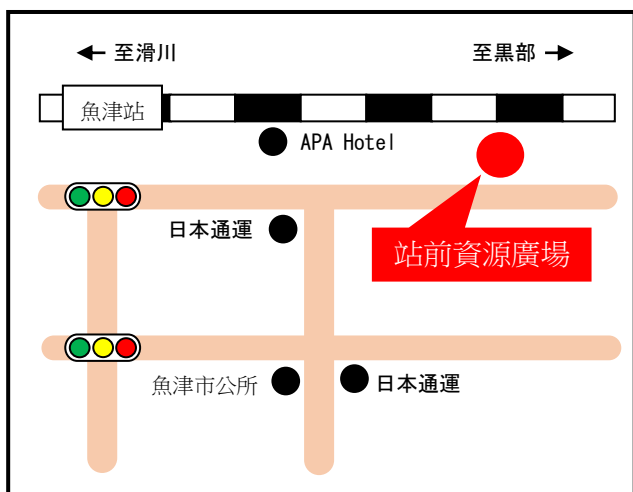 ← 至滑川
至黒部 →
魚津站
APA Hotel
日本通運
站前資源廣場
魚津市公所
日本通運